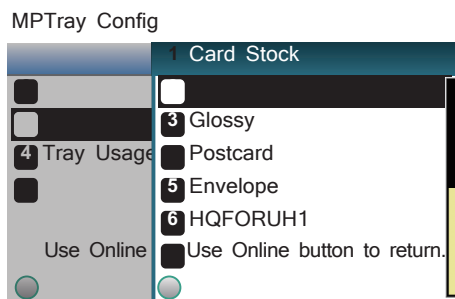 MPTray Config
1 Card Stock
3 Glossy
4 Tray Usage
Postcard
5 Envelope
6 HQFORUH1
Use Online
Use Online button to return.